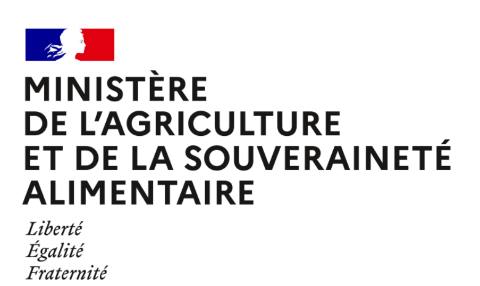 MINISTÈRE
DE L'AGRICULTURE
ET DE LA SOUVERAINETÉ
ALIMENTAIRE
Liberté
Égalité
Fraternité